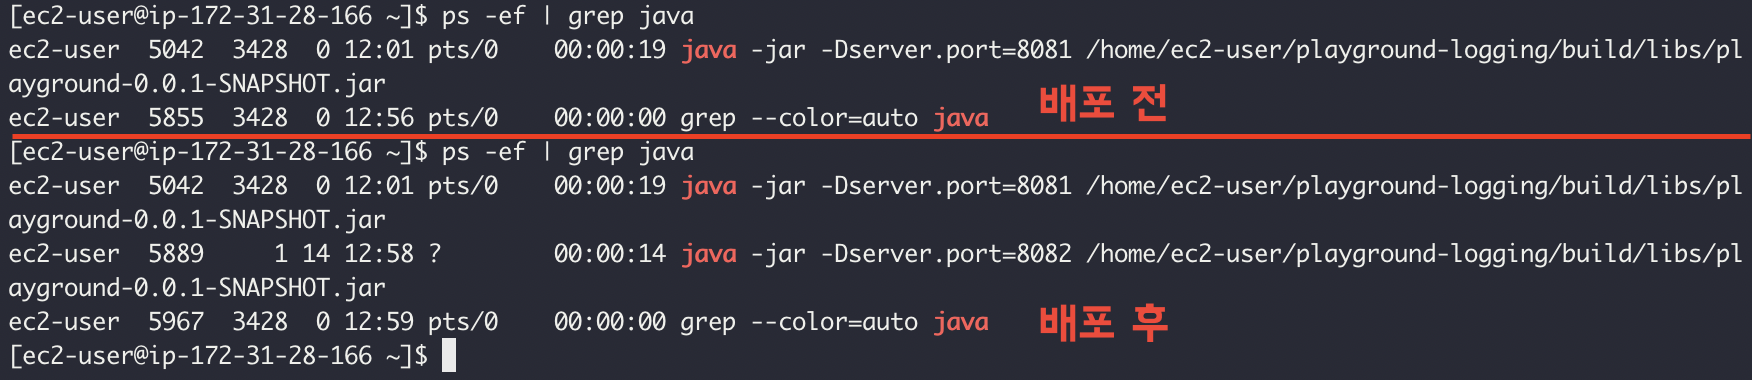 [ec2-user@ip-172-31-28-166 ~]$ ps -ef | grep java
ec2-user  5042  3428  0 12:01 pts/0    00:00:19 java -jar -Dserver.port=8081 /home/ec2-user/playground-logging/build/libs/pl
ayground-0.0.1-SNAPSHOT.jar
ec2-user  5855  3428  0 12:56 pts/0    00:00:00 grep --color=auto java
배포 전
[ec2-user@ip-172-31-28-166 ~]$ ps -ef | grep java
ec2-user  5042  3428  0 12:01 pts/0    00:00:19 java -jar -Dserver.port=8081 /home/ec2-user/playground-logging/build/libs/pl
ayground-0.0.1-SNAPSHOT.jar
ec2-user  5889     1 14 12:58 ?        00:00:14 java -jar -Dserver.port=8082 /home/ec2-user/playground-logging/build/libs/pl
ayground-0.0.1-SNAPSHOT.jar
ec2-user  5967  3428  0 12:59 pts/0    00:00:00 grep --color=auto java
배포 후
[ec2-user@ip-172-31-28-166 ~]$